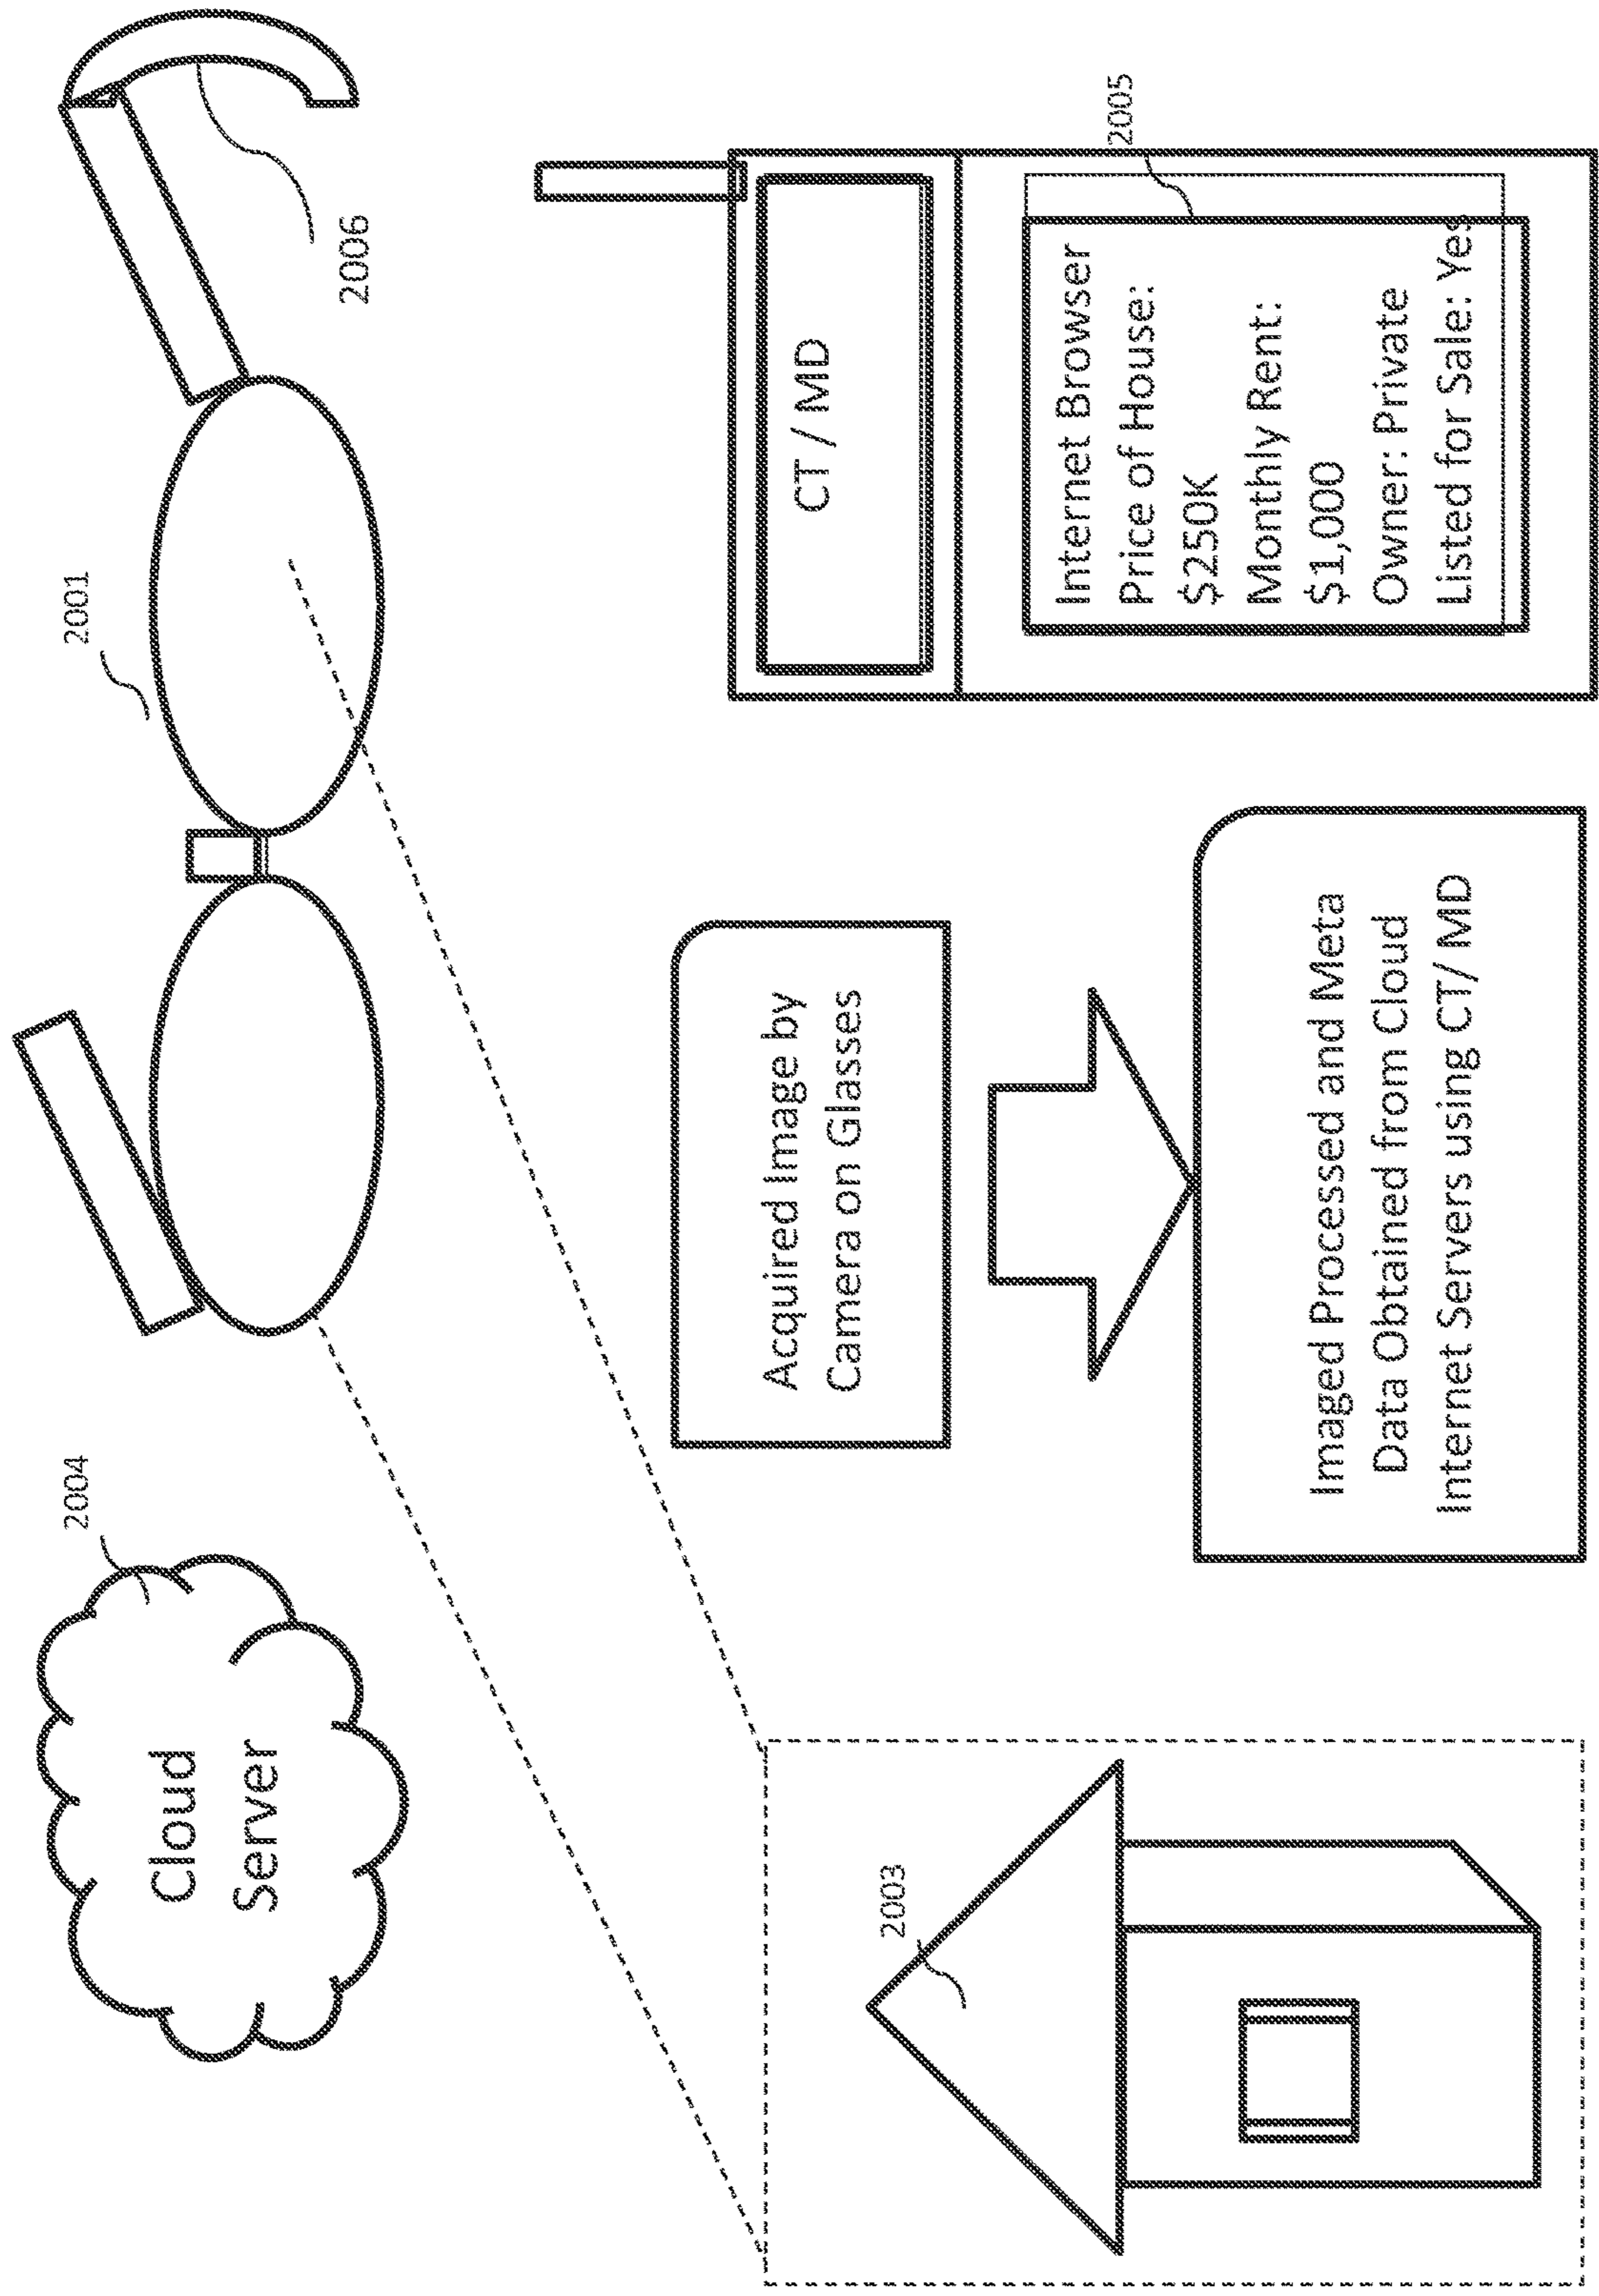 2004
Cloud
Server
2001
2006
2003
Acquired Image by
Camera on Glasses
Imaged Processed and Meta
Data Obtained from Cloud
Internet Servers using CT/ MD
CT / MD
2005
Internet Browser
Price of House:
$250K
Monthly Rent:
$1,000
Owner: Private
Listed for Sale: Yes